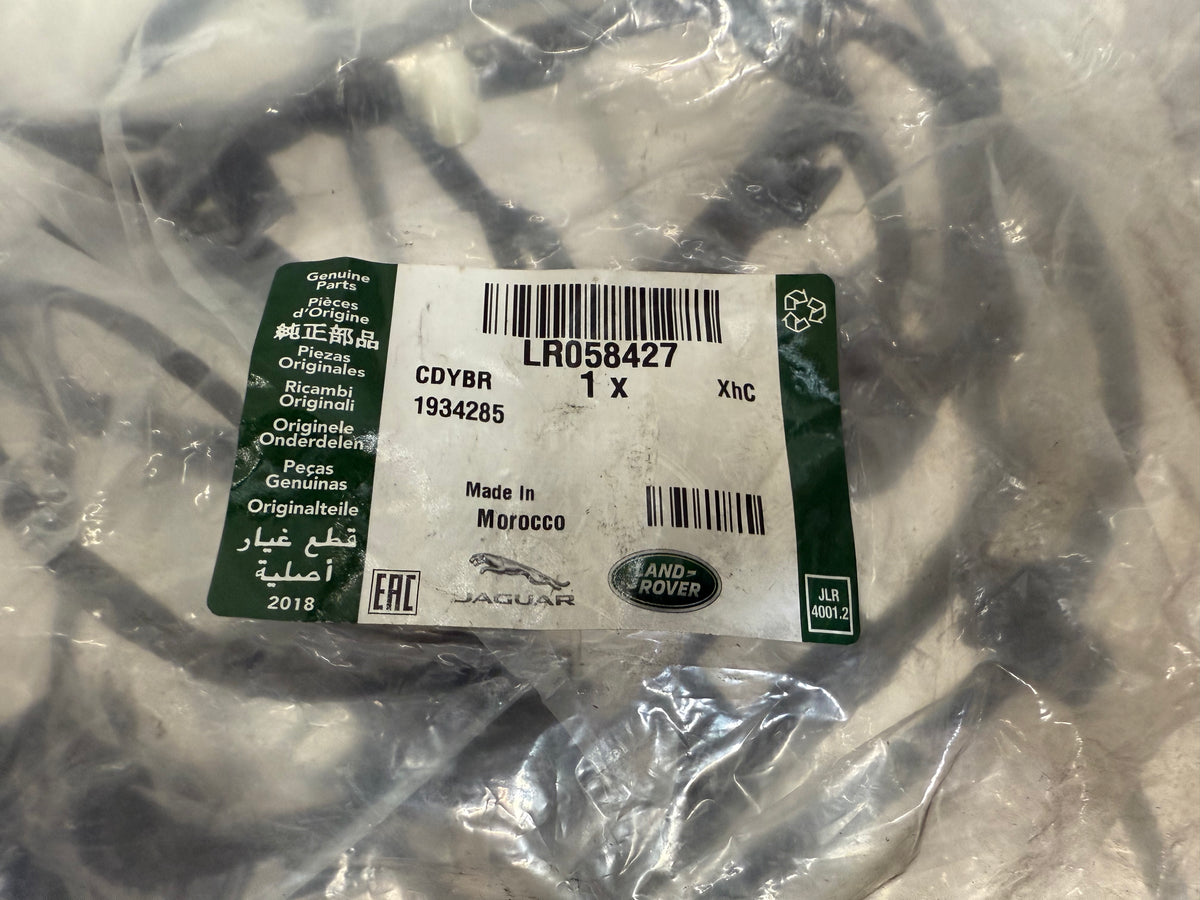 Genuine
Parts
Pièces
d'Origine
純正部品
Piezas
Originales
Ricambi
Originali
Originele
Onderdelen
Peças
Genuinas
Originalteile
قطع غيار
أصلية
2018
LR058427
CDYBR
1 x
XhC
1934285
Made In
Morocco
EAC
JAGUAR
LAND-
ROVER
JLR
4001.2